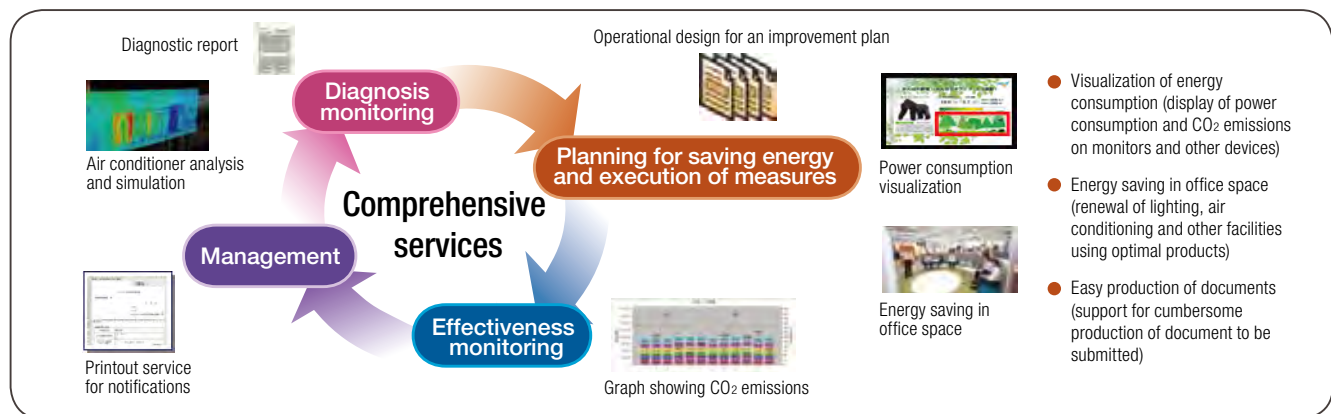 Diagnostic report
Operational design for an improvement plan
Diagnosis
monitoring
Air conditioner analysis
and simulation
Planning for saving energy
and execution of measures
Power consumption
visualization
Comprehensive
services
Management
Effectiveness
monitoring
Energy saving in
office space
Printout service
for notifications
Graph showing CO₂ emissions
● Visualization of energy
consumption (display of power
consumption and CO₂ emissions
on monitors and other devices)
● Energy saving in office space
(renewal of lighting, air
conditioning and other facilities
using optimal products)
● Easy production of documents
(support for cumbersome
production of document to be
submitted)